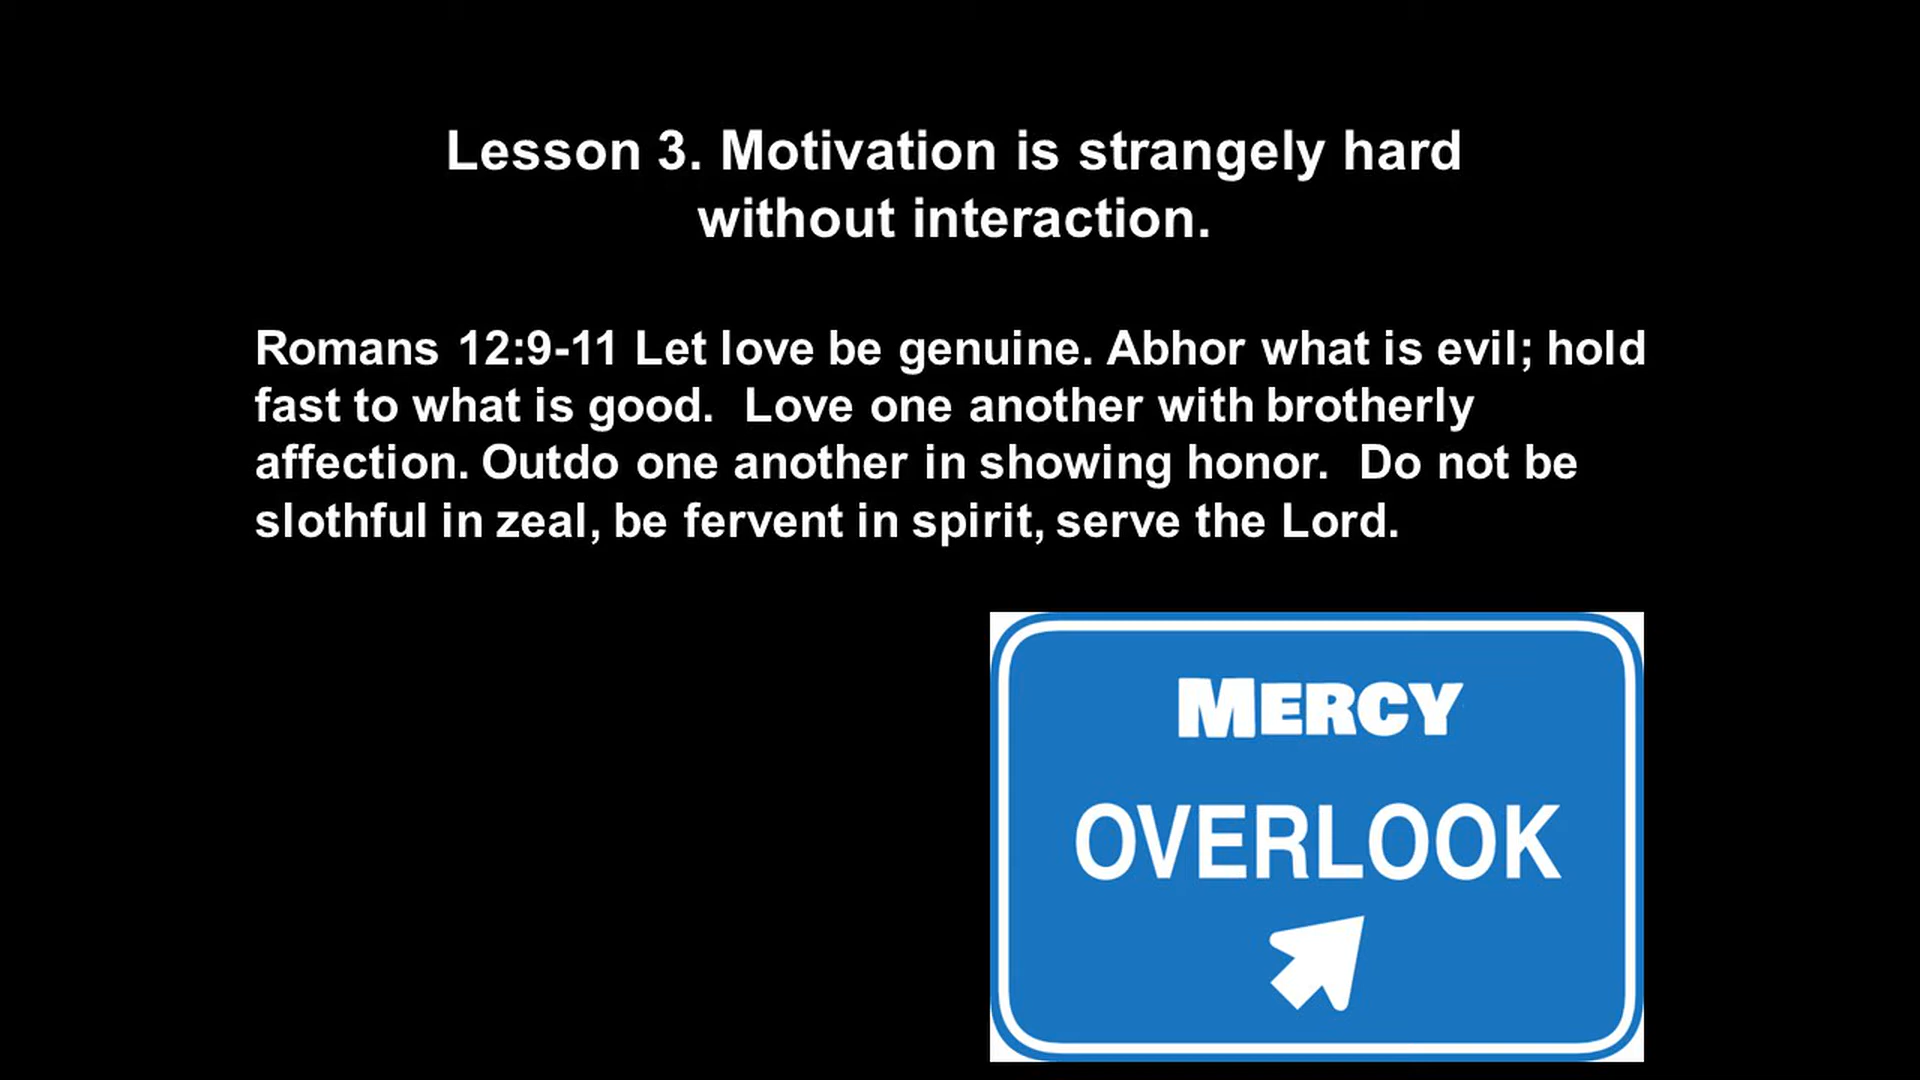 Lesson 3. Motivation is strangely hard
without interaction.
Romans 12:9-11 Let love be genuine. Abhor what is evil; hold
fast to what is good.  Love one another with brotherly
affection. Outdo one another in showing honor.  Do not be
slothful in zeal, be fervent in spirit, serve the Lord.
MERCY
OVERLOOK